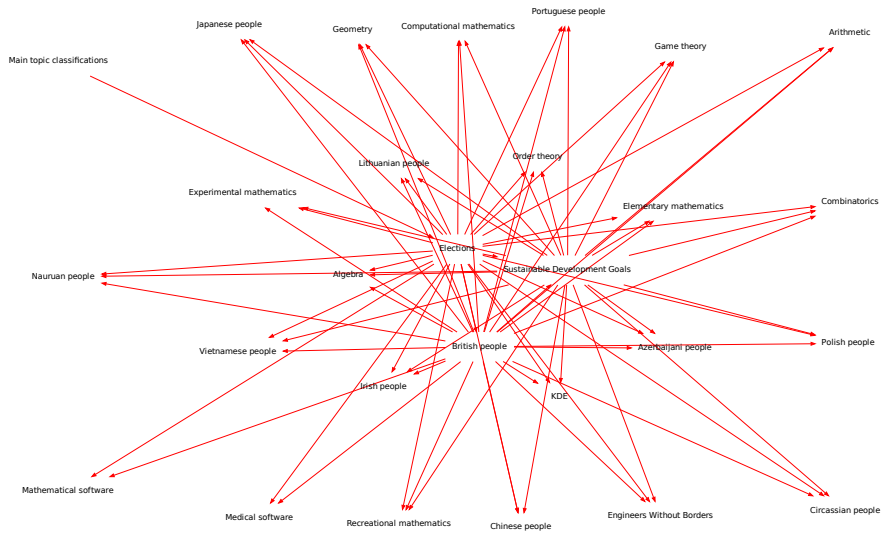 Portuguese people
Japanese people
Computational mathematics
Geometry
Arithmetic
Game theory
Main topic classifications
Order theory
Lithuanian people
Experimental mathematics
Combinatorics
Elementary mathematics
Elections
Sustainable Development Goals
Algebra
Nauruan people
Polish people
British people
Azerbaijani people
Vietnamese people
Irish people
KDE
Mathematical software
Circassian people
Engineers Without Borders
Medical software
Recreational mathematics
Chinese people